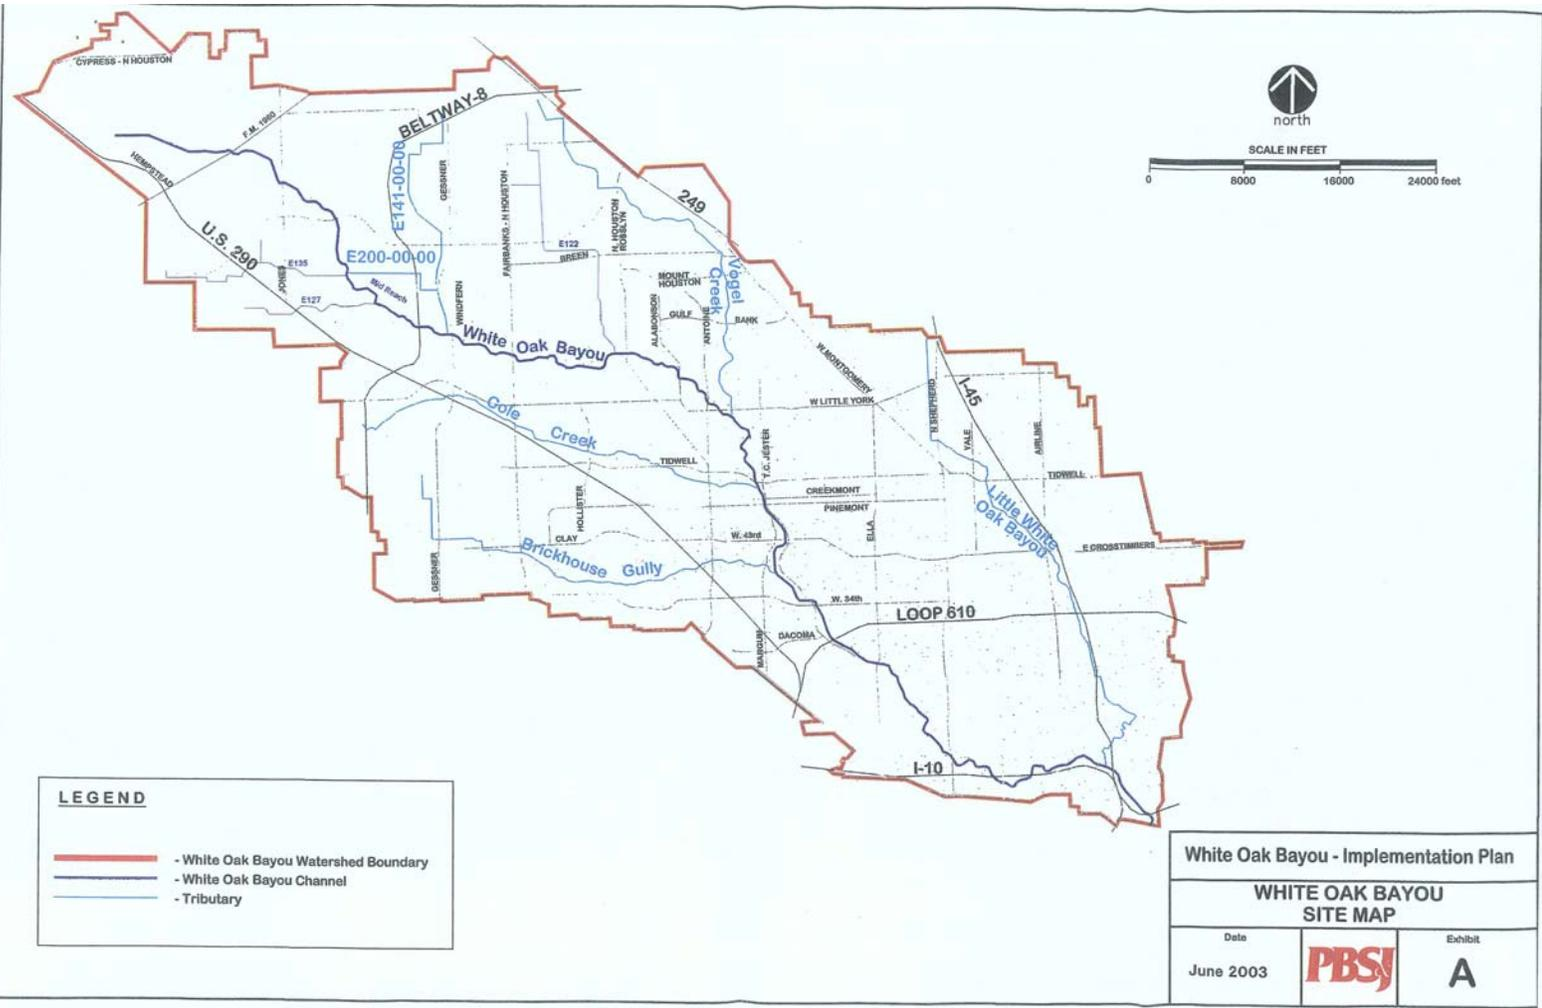 CYPRESS - N HOUSTON
BELTWAY-8
F.M. 1960
HEMPSTEAD
E141-00-00
GESSNER
FAIRBANKS - N HOUSTON
N. HOUSTON
ROSSLYN
249
U.S. 290
E200-00-00
E135
JONES
Mid Reach
E127
WINDFERN
E122
BREEN
MOUNT
HOUSTON
Vogel
Creek
ALABONSON
GULF
BANK
ANTOINE
White Oak Bayou
W.MONTGOMERY
W LITTLE YORK
N SHEPHERD
I-45
YALE
AIRLINE
Cole
Creek
T.C. JESTER
TIDWELL
TIDWELL
HOLLISTER
CREEKMONT
PINEMONT
ELLA
Little White
Oak Bayou
CLAY
W. 43rd
E CROSSTIMBERS
GESSNER
Brickhouse Gully
W. 34th
LOOP 610
MANGUM
DACOMA
I-10
north
SCALE IN FEET
0 8000 16000 24000 feet
LEGEND
- White Oak Bayou Watershed Boundary
- White Oak Bayou Channel
- Tributary
White Oak Bayou - Implementation Plan
WHITE OAK BAYOU
SITE MAP
Date
June 2003
PBSJ
Exhibit
A